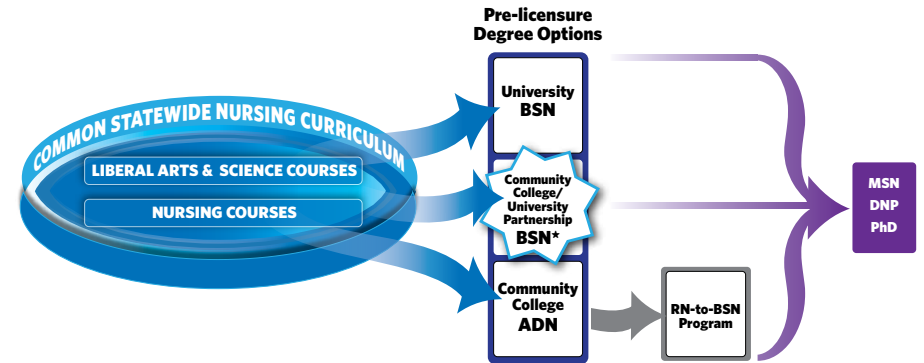 Pre-licensure
Degree Options
COMMON STATEWIDE NURSING CURRICULUM
LIBERAL ARTS & SCIENCE COURSES
NURSING COURSES
University
BSN
Community
College/
University
Partnership
BSN*
Community
College
ADN
RN-to-BSN
Program
MSN
DNP
PhD